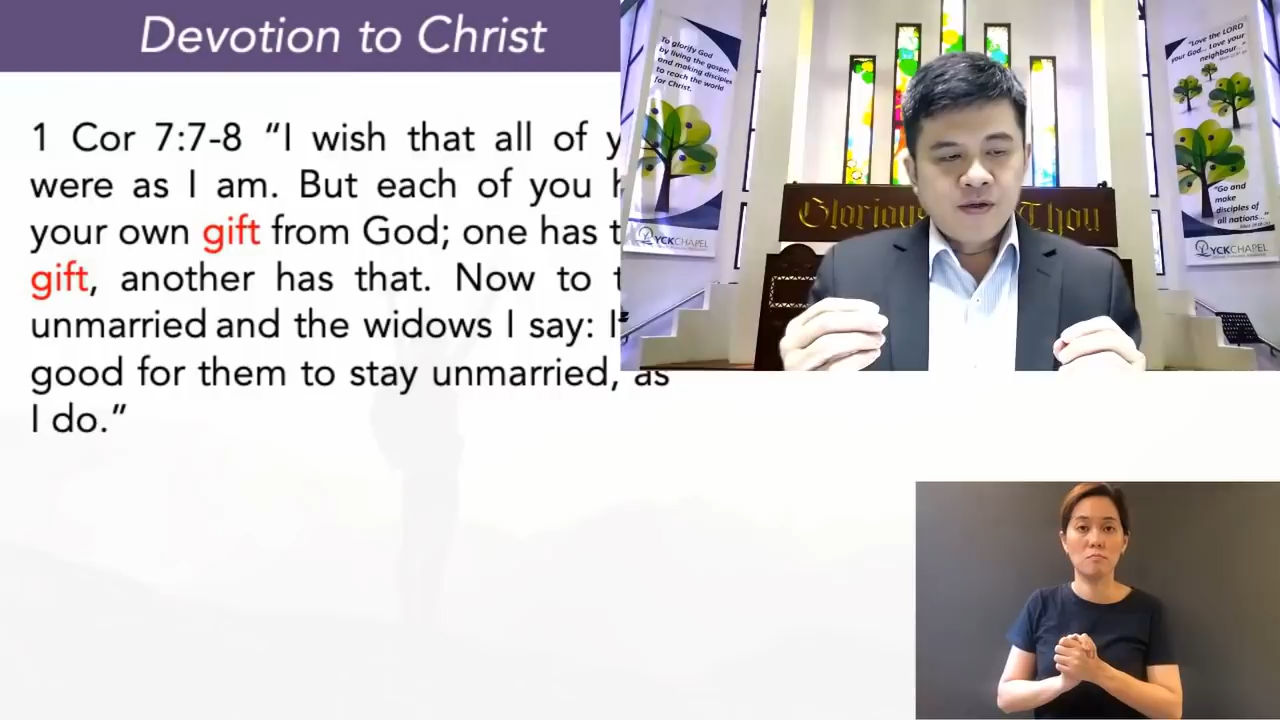 Devotion to Christ
1 Cor 7:7-8 “I wish that all of
were as I am. But each of you
your own gift from God; one has
gift, another has that. Now to
unmarried and the widows I say:
good for them to stay unmarried, as
I do.”
To glorify God
by living the gospel
and making disciples
to reach the world
for Christ.
YCKCHAPEL
Glorious Thou
"Love the LORD
your God... Love your
neighbour..."
"Go and
make
disciples of
all nations..."
YCKCHAPEL